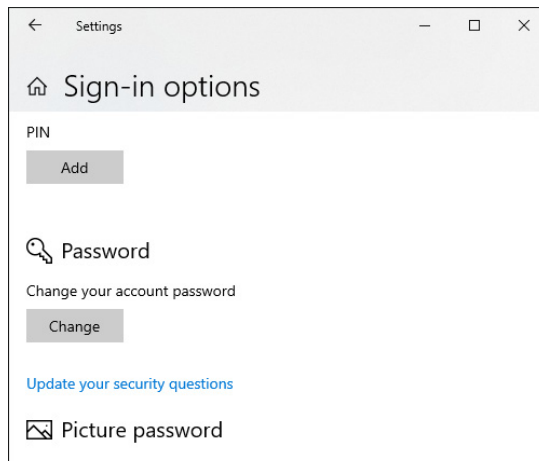 Settings
Sign-in options
PIN
Add
Password
Change your account password
Change
Update your security questions
Picture password